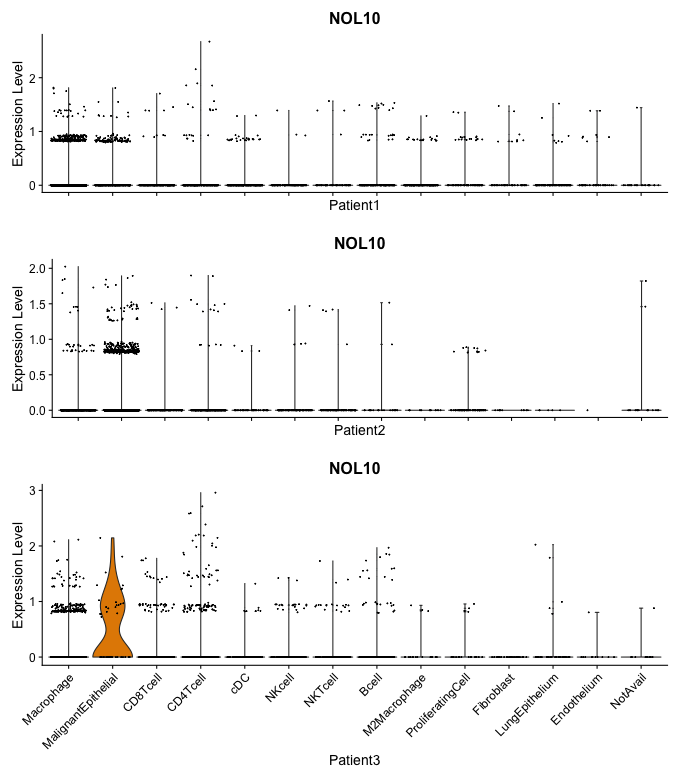 NOL10
Expression Level
2
1
0
Patient1
NOL10
Expression Level
2.0
1.5
1.0
0.5
0.0
Patient2
NOL10
Expression Level
3
2
1
0
Macrophage
MalignantEpithelial
CD8Tcell
CD4Tcell
cDC
NKcell
NKTcell
Bcell
M2Macrophage
ProliferatingCell
Fibroblast
LungEpithelium
Endothelium
NotAvail
Patient3